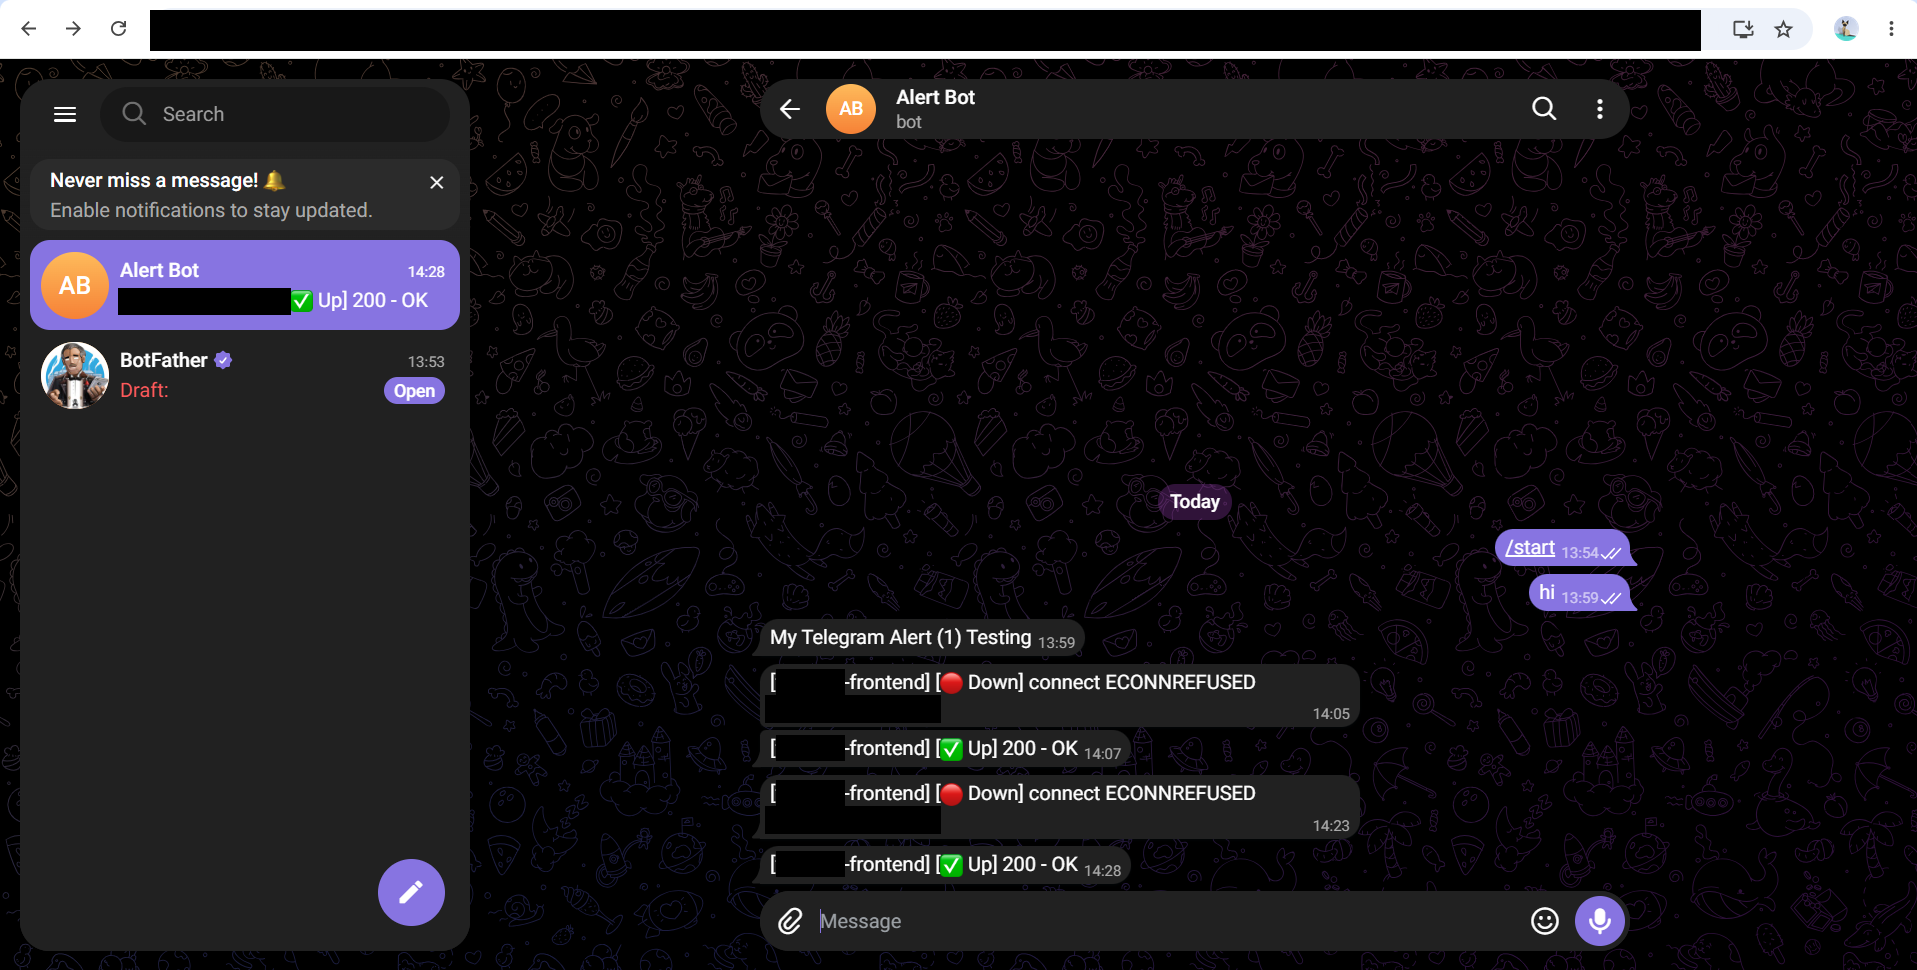 Search
Never miss a message! 🔔
Enable notifications to stay updated.
AB
Alert Bot
14:28
✅ Up] 200 - OK
BotFather
13:53
Draft:
Open
AB
Alert Bot
bot
Today
/start 13:54
hi 13:59
My Telegram Alert (1) Testing 13:59
[ -frontend] [🔴 Down] connect ECONNREFUSED
14:05
[ -frontend] [✅ Up] 200 - OK 14:07
[ -frontend] [🔴 Down] connect ECONNREFUSED
14:23
[ -frontend] [✅ Up] 200 - OK 14:28
Message